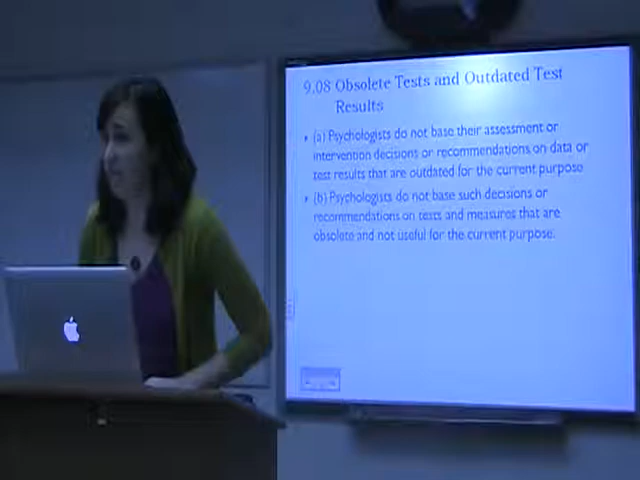 9.08 Obsolete Tests and Outdated Test
Results
• (a) Psychologists do not base their assessment or
intervention decisions or recommendations on data or
test results that are outdated for the current purpose
• (b) Psychologists do not base such decisions or
recommendations on tests and measures that are
obsolete and not useful for the current purpose.